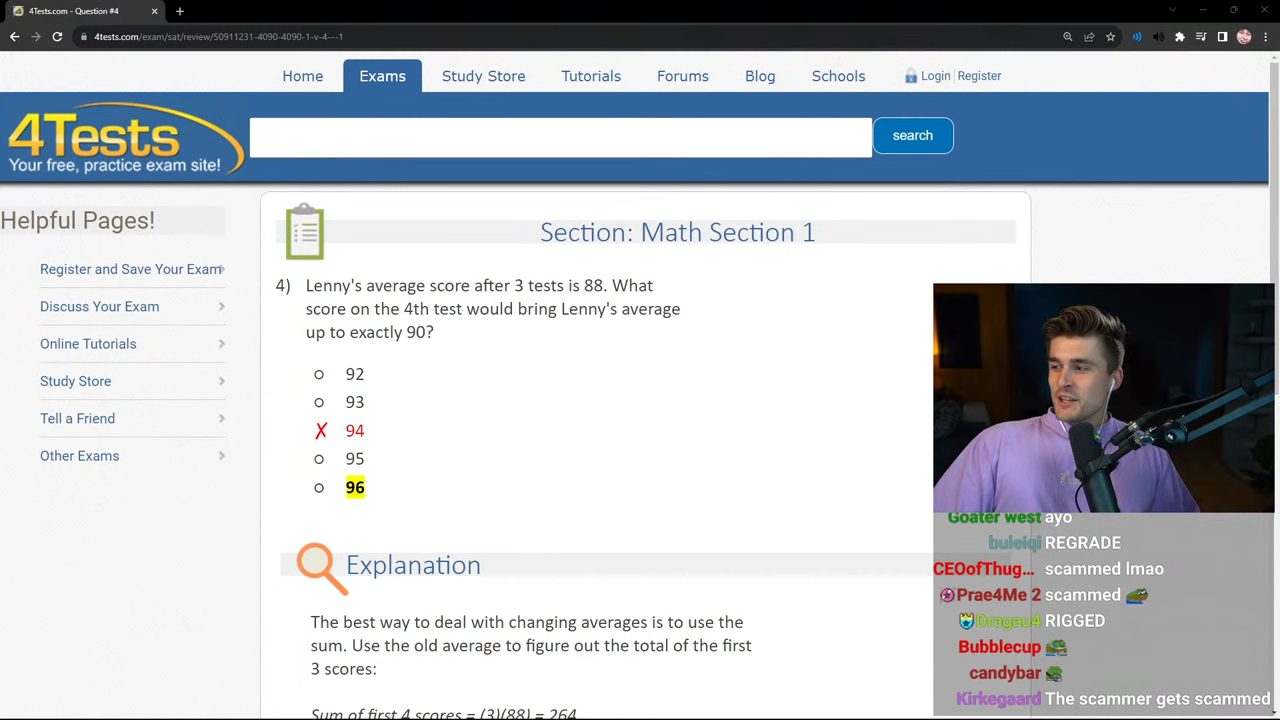 4Tests.com - Question #4
4tests.com/exam/sat/review/50911231-4090-4090-1-v-4---1
Home
Exams
Study Store
Tutorials
Forums
Blog
Schools
Login | Register
4Tests
Your free, practice exam site!
search
Helpful Pages!
Register and Save Your Exam
Discuss Your Exam
Online Tutorials
Study Store
Tell a Friend
Other Exams
Section: Math Section 1
4) Lenny's average score after 3 tests is 88. What
score on the 4th test would bring Lenny's average
up to exactly 90?
92
93
X 94
95
96
Explanation
The best way to deal with changing averages is to use the
sum. Use the old average to figure out the total of the first
3 scores:
Sum of first 4 scores = (3)(88) = 264
Goater west ayo
buleiqi REGRADE
CEOofThug... scammed lmao
Prae4Me 2 scammed
Dragau4 RIGGED
Bubblecup
candybar
Kirkegaard The scammer gets scammed